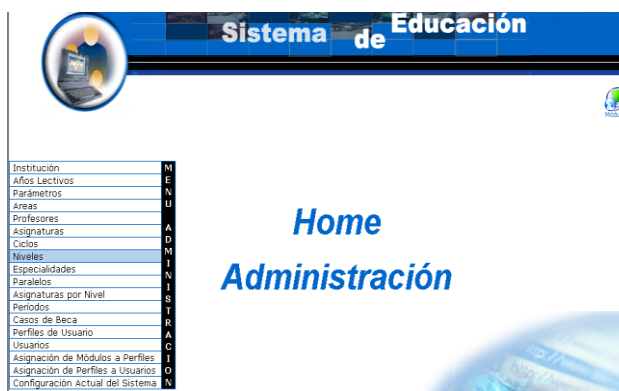 Sistema de Educación
Institución
Años Lectivos
Parámetros
Areas
Profesores
Asignaturas
Ciclos
Niveles
Especialidades
Paralelos
Asignaturas por Nivel
Períodos
Casos de Beca
Perfiles de Usuario
Usuarios
Asignación de Módulos a Perfiles
Asignación de Perfiles a Usuarios
Configuración Actual del Sistema
MENU ADMINISTRACION
Home
Administración
http://